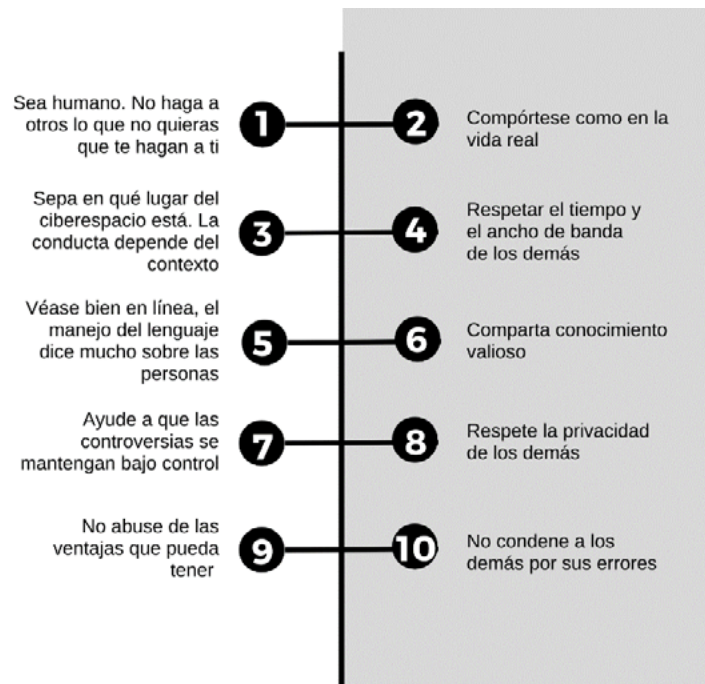 1
Sea humano. No haga a
otros lo que no quieras
que te hagan a ti
2
Compórtese como en la
vida real
3
Sepa en qué lugar del
ciberespacio está. La
conducta depende del
contexto
4
Respetar el tiempo y
el ancho de banda
de los demás
5
Véase bien en línea, el
manejo del lenguaje
dice mucho sobre las
personas
6
Comparta conocimiento
valioso
7
Ayude a que las
controversias se
mantengan bajo control
8
Respete la privacidad
de los demás
9
No abuse de las
ventajas que pueda
tener
10
No condene a los
demás por sus errores